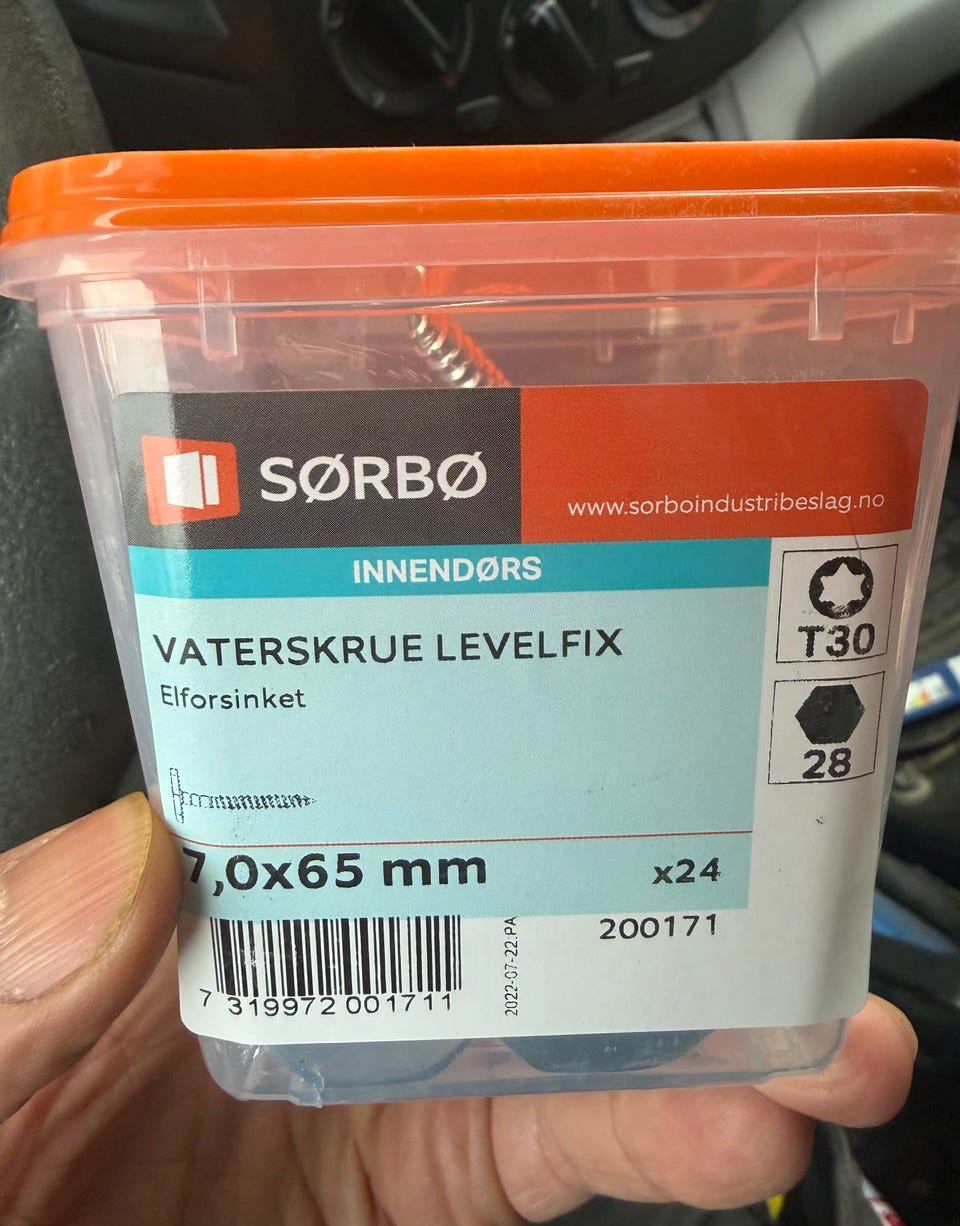 SØRBØ
www.sorboindustribeslag.no
INNENDØRS
VATERSKRUE LEVELFIX
Elforsinket
T30
28
7,0x65 mm
x24
200171
2022-07-22.PA
7 319972 001711